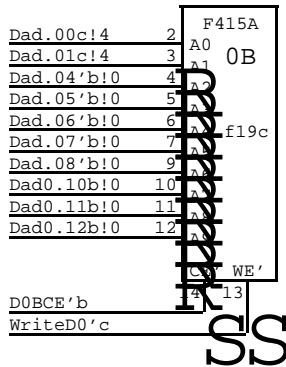 F415A
Dad.00c!4 2 A0 0B
Dad.01c!4 3 A1
Dad.04'b!0 4 A2
Dad.05'b!0 5
Dad.06'b!0 6 f19c
Dad.07'b!0 7
Dad.08'b!0 9
Dad0.10b!0 10
Dad0.11b!0 11
Dad0.12b!0 12
WE'
14 13
D0BCE'b
WriteD0'c
SS